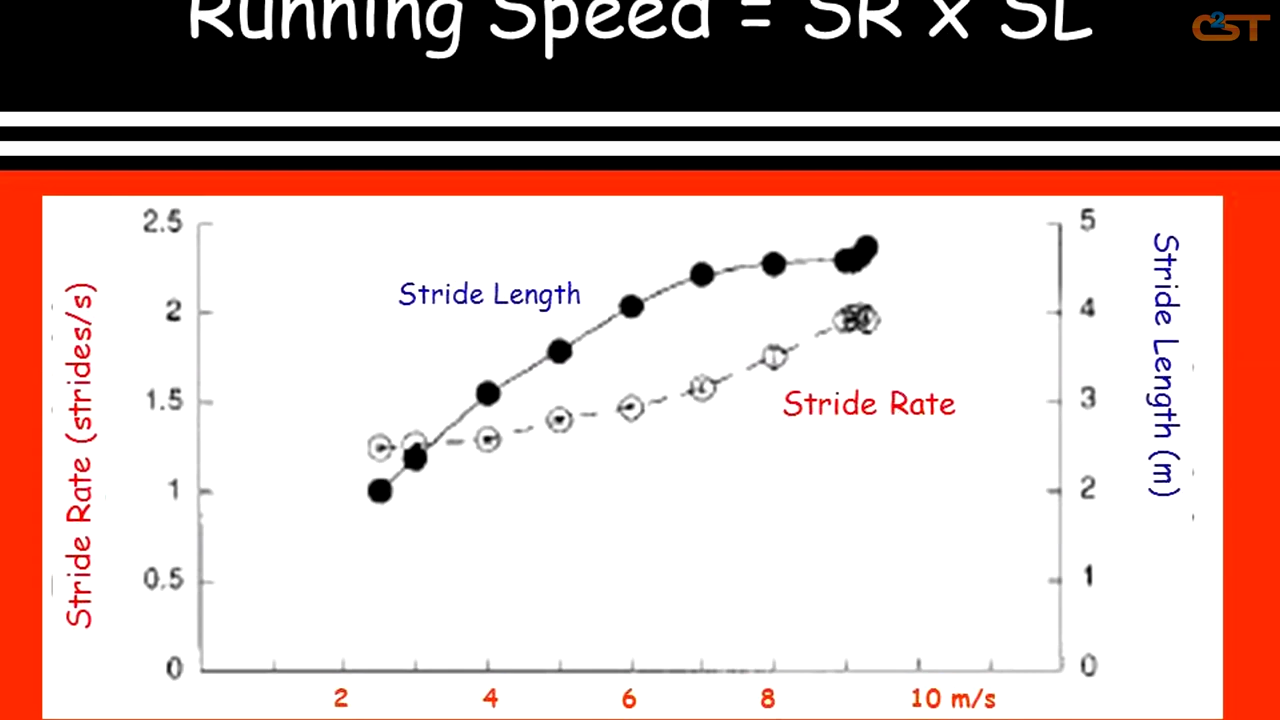 Running Speed = SR x SL
C2ST
2.5
2
1.5
1
0.5
0
Stride Rate (strides/s)
Stride Length
Stride Rate
5
4
3
2
1
0
Stride Length (m)
2 4 6 8 10 m/s